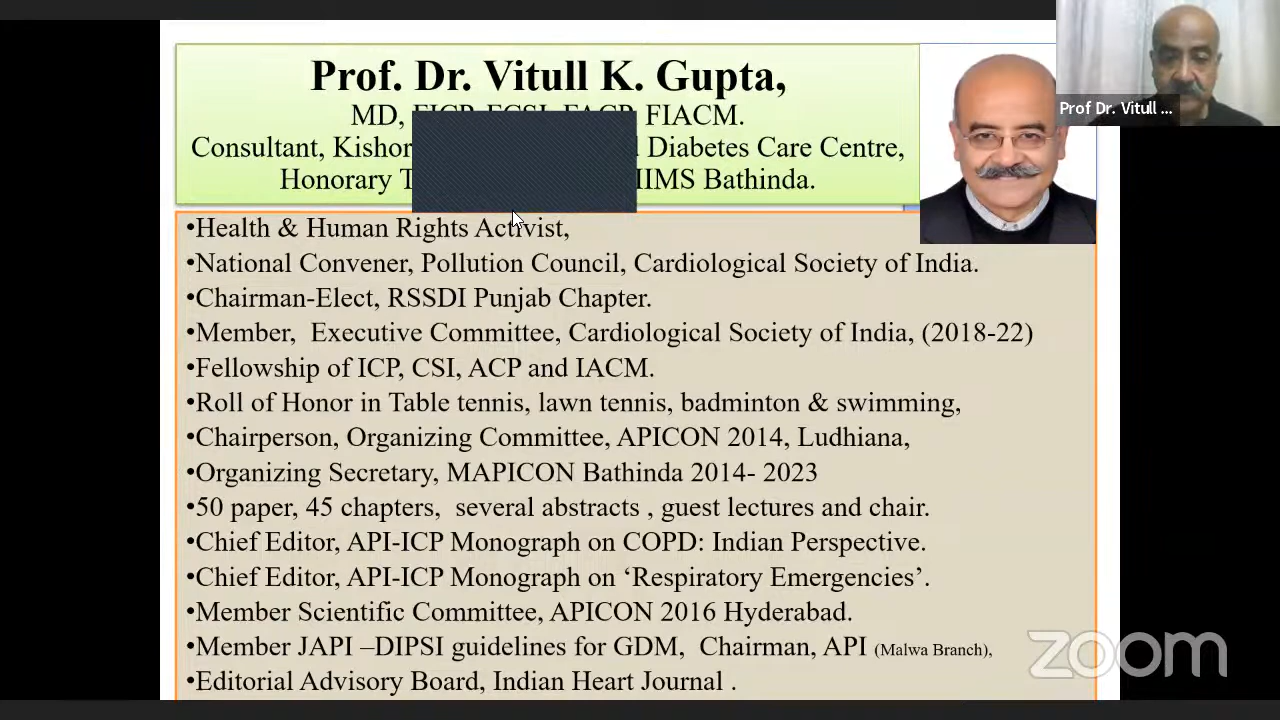 Prof. Dr. Vitull K. Gupta,
MD, FICP, FCSI, FACP, FIACM.
Consultant, Kishor Diabetes Care Centre,
Honorary IIMS Bathinda.
Prof Dr. Vitull ...
•Health & Human Rights Activist,
•National Convener, Pollution Council, Cardiological Society of India.
•Chairman-Elect, RSSDI Punjab Chapter.
•Member, Executive Committee, Cardiological Society of India, (2018-22)
•Fellowship of ICP, CSI, ACP and IACM.
•Roll of Honor in Table tennis, lawn tennis, badminton & swimming,
•Chairperson, Organizing Committee, APICON 2014, Ludhiana,
•Organizing Secretary, MAPICON Bathinda 2014- 2023
•50 paper, 45 chapters, several abstracts , guest lectures and chair.
•Chief Editor, API-ICP Monograph on COPD: Indian Perspective.
•Chief Editor, API-ICP Monograph on ‘Respiratory Emergencies’.
•Member Scientific Committee, APICON 2016 Hyderabad.
•Member JAPI –DIPSI guidelines for GDM, Chairman, API (Malwa Branch),
•Editorial Advisory Board, Indian Heart Journal .
zoom